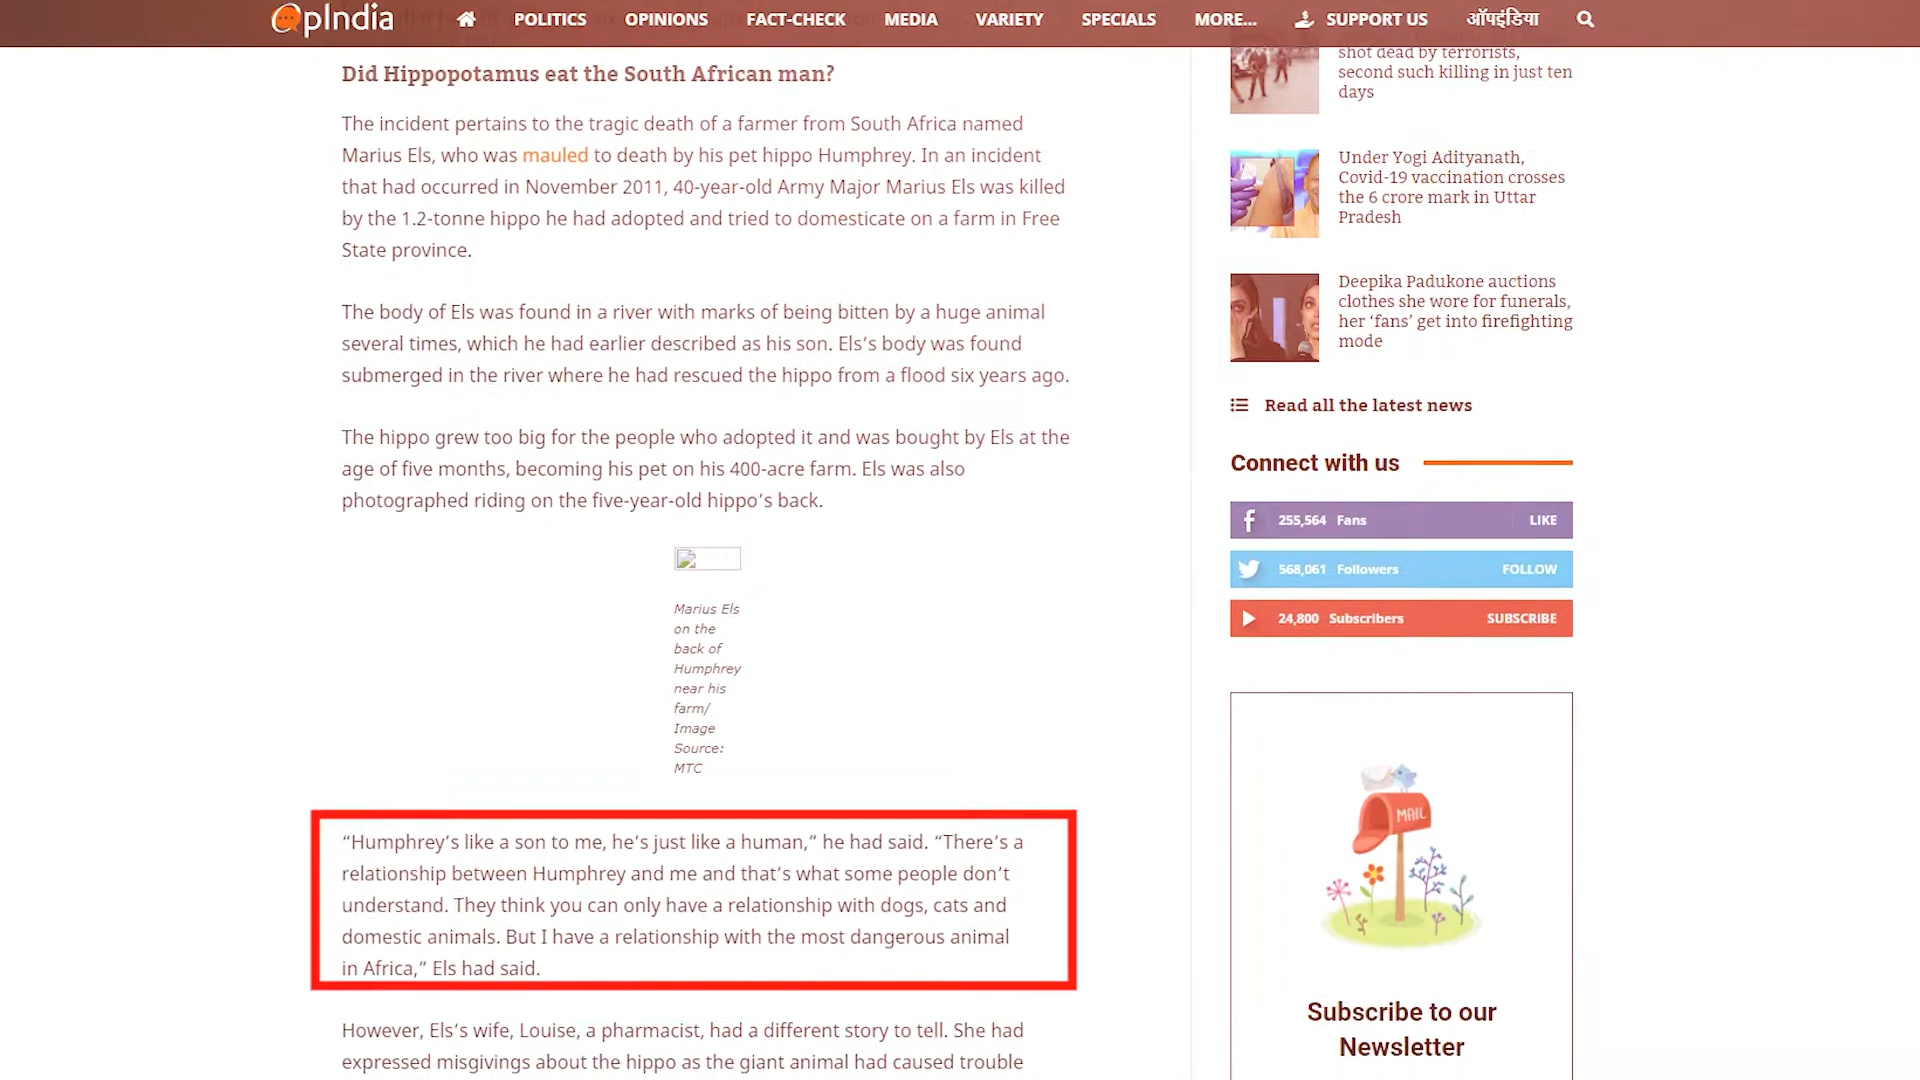 OpIndia
POLITICS
OPINIONS
FACT-CHECK
MEDIA
VARIETY
SPECIALS
MORE...
SUPPORT US
ऑपइंडिया
Did Hippopotamus eat the South African man?
The incident pertains to the tragic death of a farmer from South Africa named
Marius Els, who was mauled to death by his pet hippo Humphrey. In an incident
that had occurred in November 2011, 40-year-old Army Major Marius Els was killed
by the 1.2-tonne hippo he had adopted and tried to domesticate on a farm in Free
State province.
The body of Els was found in a river with marks of being bitten by a huge animal
several times, which he had earlier described as his son. Els’s body was found
submerged in the river where he had rescued the hippo from a flood six years ago.
The hippo grew too big for the people who adopted it and was bought by Els at the
age of five months, becoming his pet on his 400-acre farm. Els was also
photographed riding on the five-year-old hippo’s back.
Marius Els
on the
back of
Humphrey
near his
farm/
Image
Source:
MTC
“Humphrey’s like a son to me, he’s just like a human,” he had said. “There’s a
relationship between Humphrey and me and that’s what some people don’t
understand. They think you can only have a relationship with dogs, cats and
domestic animals. But I have a relationship with the most dangerous animal
in Africa,” Els had said.
However, Els’s wife, Louise, a pharmacist, had a different story to tell. She had
expressed misgivings about the hippo as the giant animal had caused trouble
shot dead by terrorists,
second such killing in just ten
days
Under Yogi Adityanath,
Covid-19 vaccination crosses
the 6 crore mark in Uttar
Pradesh
Deepika Padukone auctions
clothes she wore for funerals,
her ‘fans’ get into firefighting
mode
Read all the latest news
Connect with us
255,564 Fans LIKE
568,061 Followers FOLLOW
24,800 Subscribers SUBSCRIBE
MAIL
Subscribe to our
Newsletter